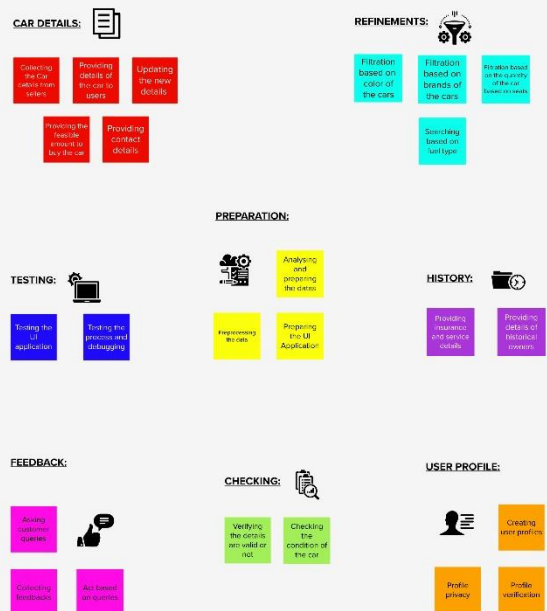 CAR DETAILS:
Collecting
the Car
details from
sellers
Providing
details of
the car to
users
Updating
the new
details
Providing the
feasible
amount to
buy the car
Providing
contact
details
REFINEMENTS:
Filtration
based on
color of
the cars
Filtration
based on
brands of
the cars
Filtration based
on the quantity
of the car
based on seats
Searching
based on
fuel type
PREPARATION:
Analysing
and
preparing
the datas
Preprocessing
the data
Preparing
the UI
Application
TESTING:
Testing the
UI
application
Testing the
process and
debugging
HISTORY:
Providing
insurance
and service
details
Providing
details of
historical
owners
FEEDBACK:
Asking
customer
queries
Collecting
feedbacks
Act based
on queries
CHECKING:
Verifying
the details
are valid or
not
Checking
the
condition of
the car
USER PROFILE:
Creating
user profiles
Profile
privacy
Profile
verification